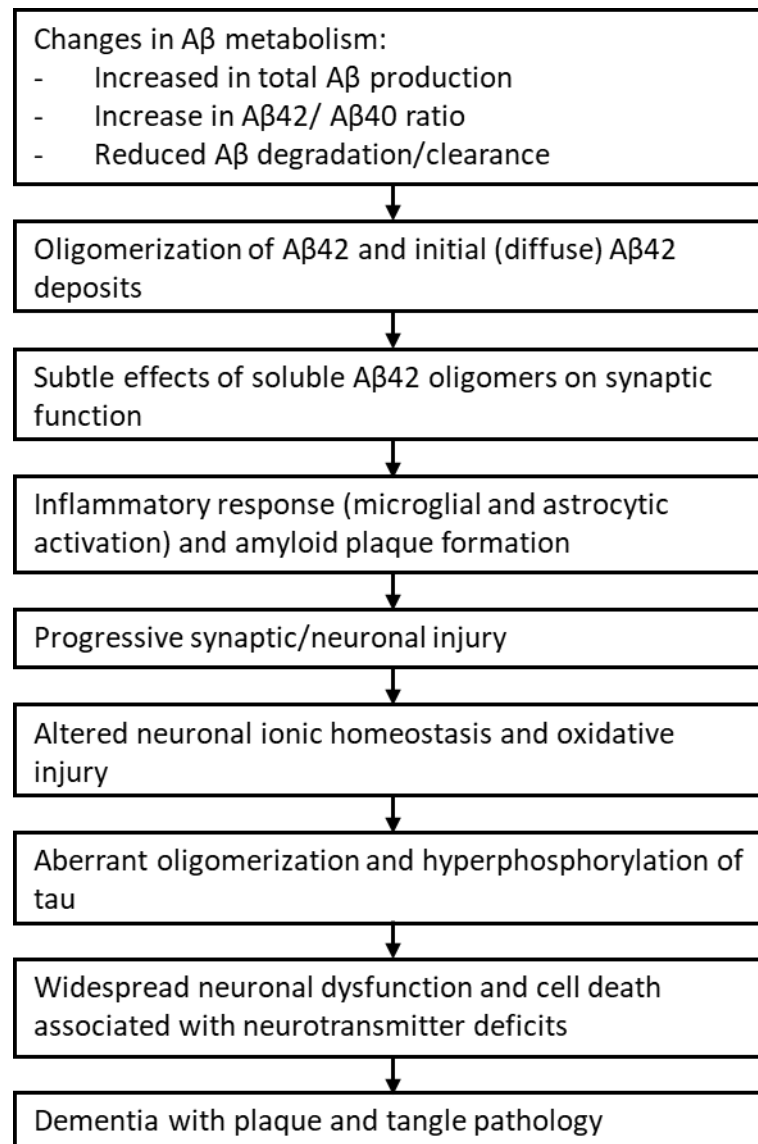 Changes in Aβ metabolism:
- Increased in total Aβ production
- Increase in Aβ42/ Aβ40 ratio
- Reduced Aβ degradation/clearance
Oligomerization of Aβ42 and initial (diffuse) Aβ42
deposits
Subtle effects of soluble Aβ42 oligomers on synaptic
function
Inflammatory response (microglial and astrocytic
activation) and amyloid plaque formation
Progressive synaptic/neuronal injury
Altered neuronal ionic homeostasis and oxidative
injury
Aberrant oligomerization and hyperphosphorylation of
tau
Widespread neuronal dysfunction and cell death
associated with neurotransmitter deficits
Dementia with plaque and tangle pathology